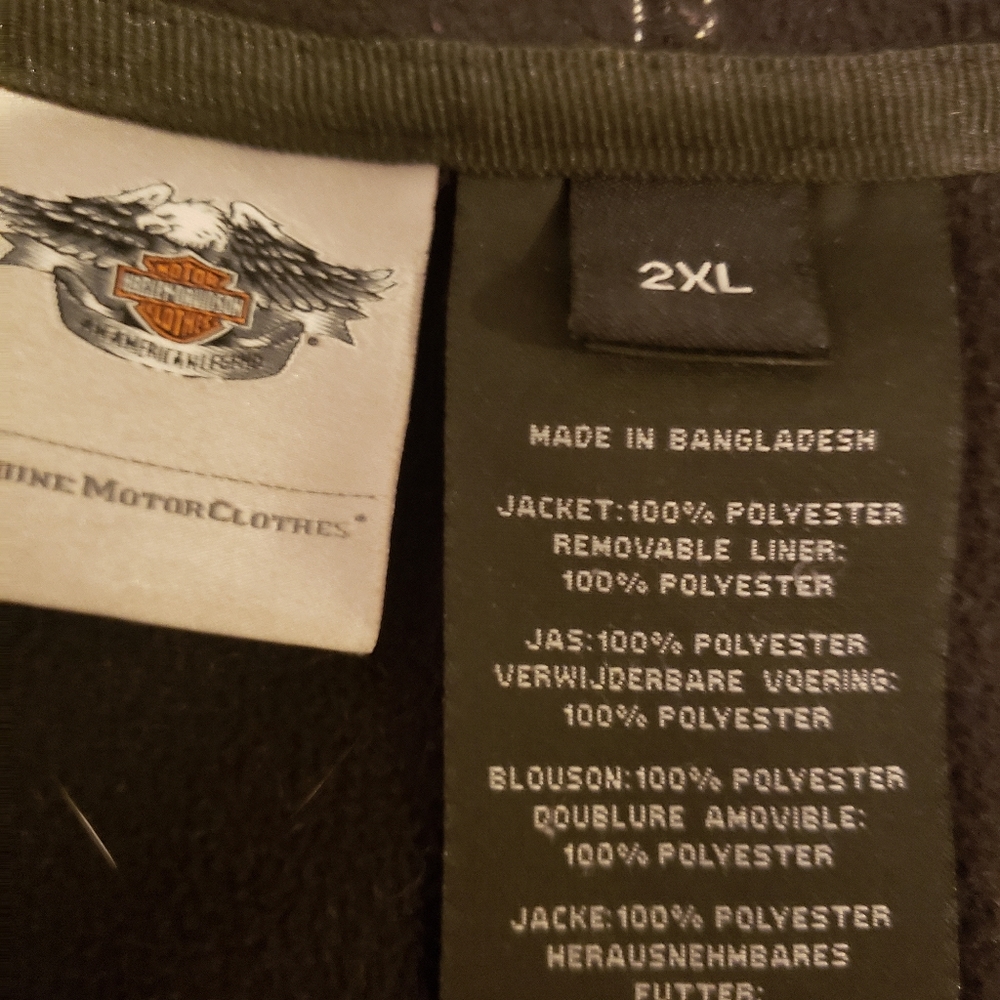 MOTOR
HARLEY-DAVIDSON
CLOTHES
AN AMERICAN LEGEND
MOTORCLOTHES®
2XL
MADE IN BANGLADESH
JACKET:100% POLYESTER
REMOVABLE LINER:
100% POLYESTER
JAS:100% POLYESTER
VERWIJDERBARE VOERING:
100% POLYESTER
BLOUSON:100% POLYESTER
DOUBLURE AMOVIBLE:
100% POLYESTER
JACKE:100% POLYESTER
HERAUSNEHMBARES
FUTTER: